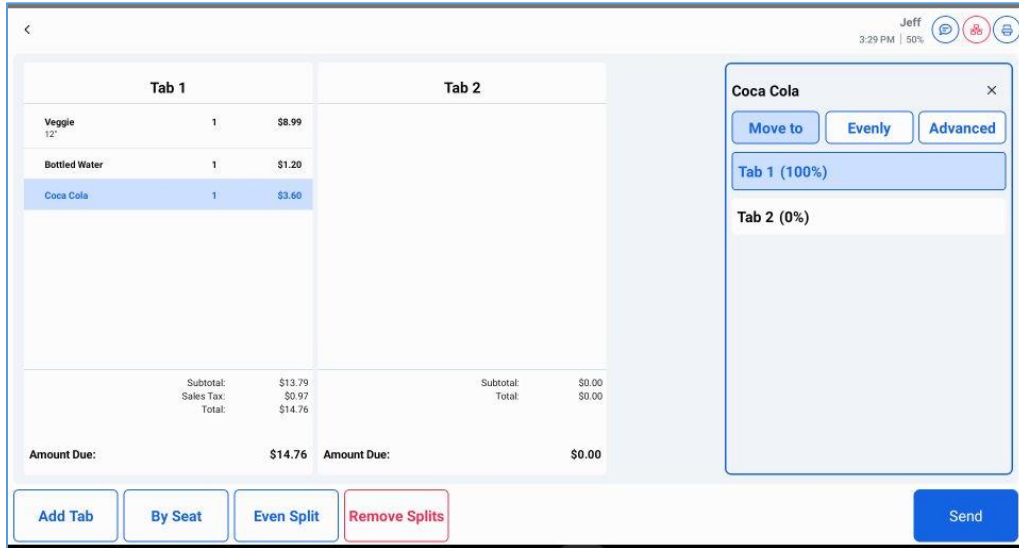 Jeff
3:29 PM | 50%
Tab 1
Veggie 1 $8.99
12"
Bottled Water 1 $1.20
Coca Cola 1 $3.60
Subtotal: $13.79
Sales Tax: $0.97
Total: $14.76
Amount Due: $14.76
Tab 2
Subtotal: $0.00
Total: $0.00
Amount Due: $0.00
Coca Cola
Move to Evenly Advanced
Tab 1 (100%)
Tab 2 (0%)
Add Tab By Seat Even Split Remove Splits Send